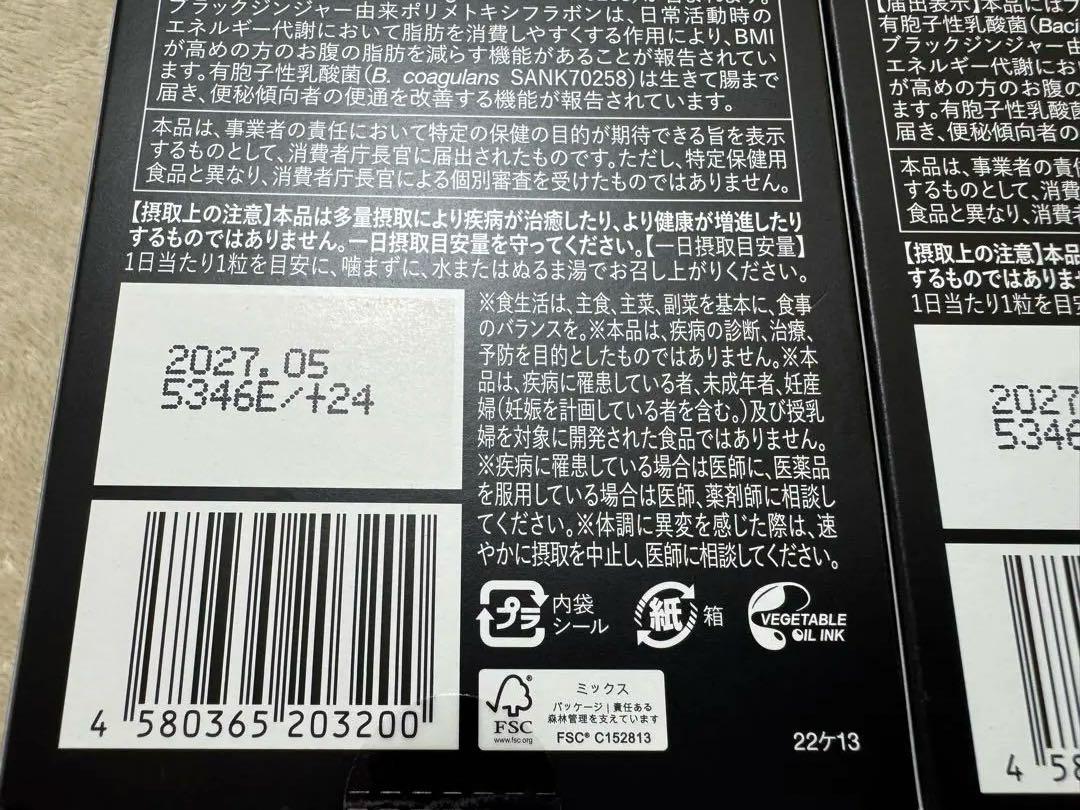 ブラックジンジャー由来ポリメトキシフラボンは、日常活動時の
エネルギー代謝において脂肪を消費しやすくする作用により、BMI
が高めの方のお腹の脂肪を減らす機能があることが報告されてい
ます。有胞子性乳酸菌(B. coagulans SANK70258)は生きて腸まで
届き、便秘傾向者の便通を改善する機能が報告されています。
本品は、事業者の責任において特定の保健の目的が期待できる旨を表示
するものとして、消費者庁長官に届出されたものです。ただし、特定保健用
食品と異なり、消費者庁長官による個別審査を受けたものではありません。
【摂取上の注意】本品は多量摂取により疾病が治癒したり、より健康が増進したり
するものではありません。一日摂取目安量を守ってください。【一日摂取目安量】
1日当たり1粒を目安に、噛まずに、水またはぬるま湯でお召し上がりください。
2027.05
5346E/+24
※食生活は、主食、主菜、副菜を基本に、食事
のバランスを。※本品は、疾病の診断、治療、
予防を目的としたものではありません。※本
品は、疾病に罹患している者、未成年者、妊産
婦(妊娠を計画している者を含む。)及び授乳
婦を対象に開発された食品ではありません。
※疾病に罹患している場合は医師に、医薬品
を服用している場合は医師、薬剤師に相談し
てください。※体調に異変を感じた際は、速
やかに摂取を中止し、医師に相談してください。
プラ
内袋
シール
紙
箱
VEGETABLE
OIL INK
4 580365 203200
FSC
www.fsc.org
ミックス
パッケージ|責任ある
森林管理を支えています
FSC® C152813
22ケ13
【届出表示】本品には
有胞子性乳酸菌(Baci
ブラックジンジャー由
エネルギー代謝にお
が高めの方のお腹の
ます。有胞子性乳酸菌
届き、便秘傾向者の
本品は、事業者の責任
するものとして、消費
食品と異なり、消費者
【摂取上の注意】本品
するものではありませ
1日当たり1粒を目安
2027
5346
4 58